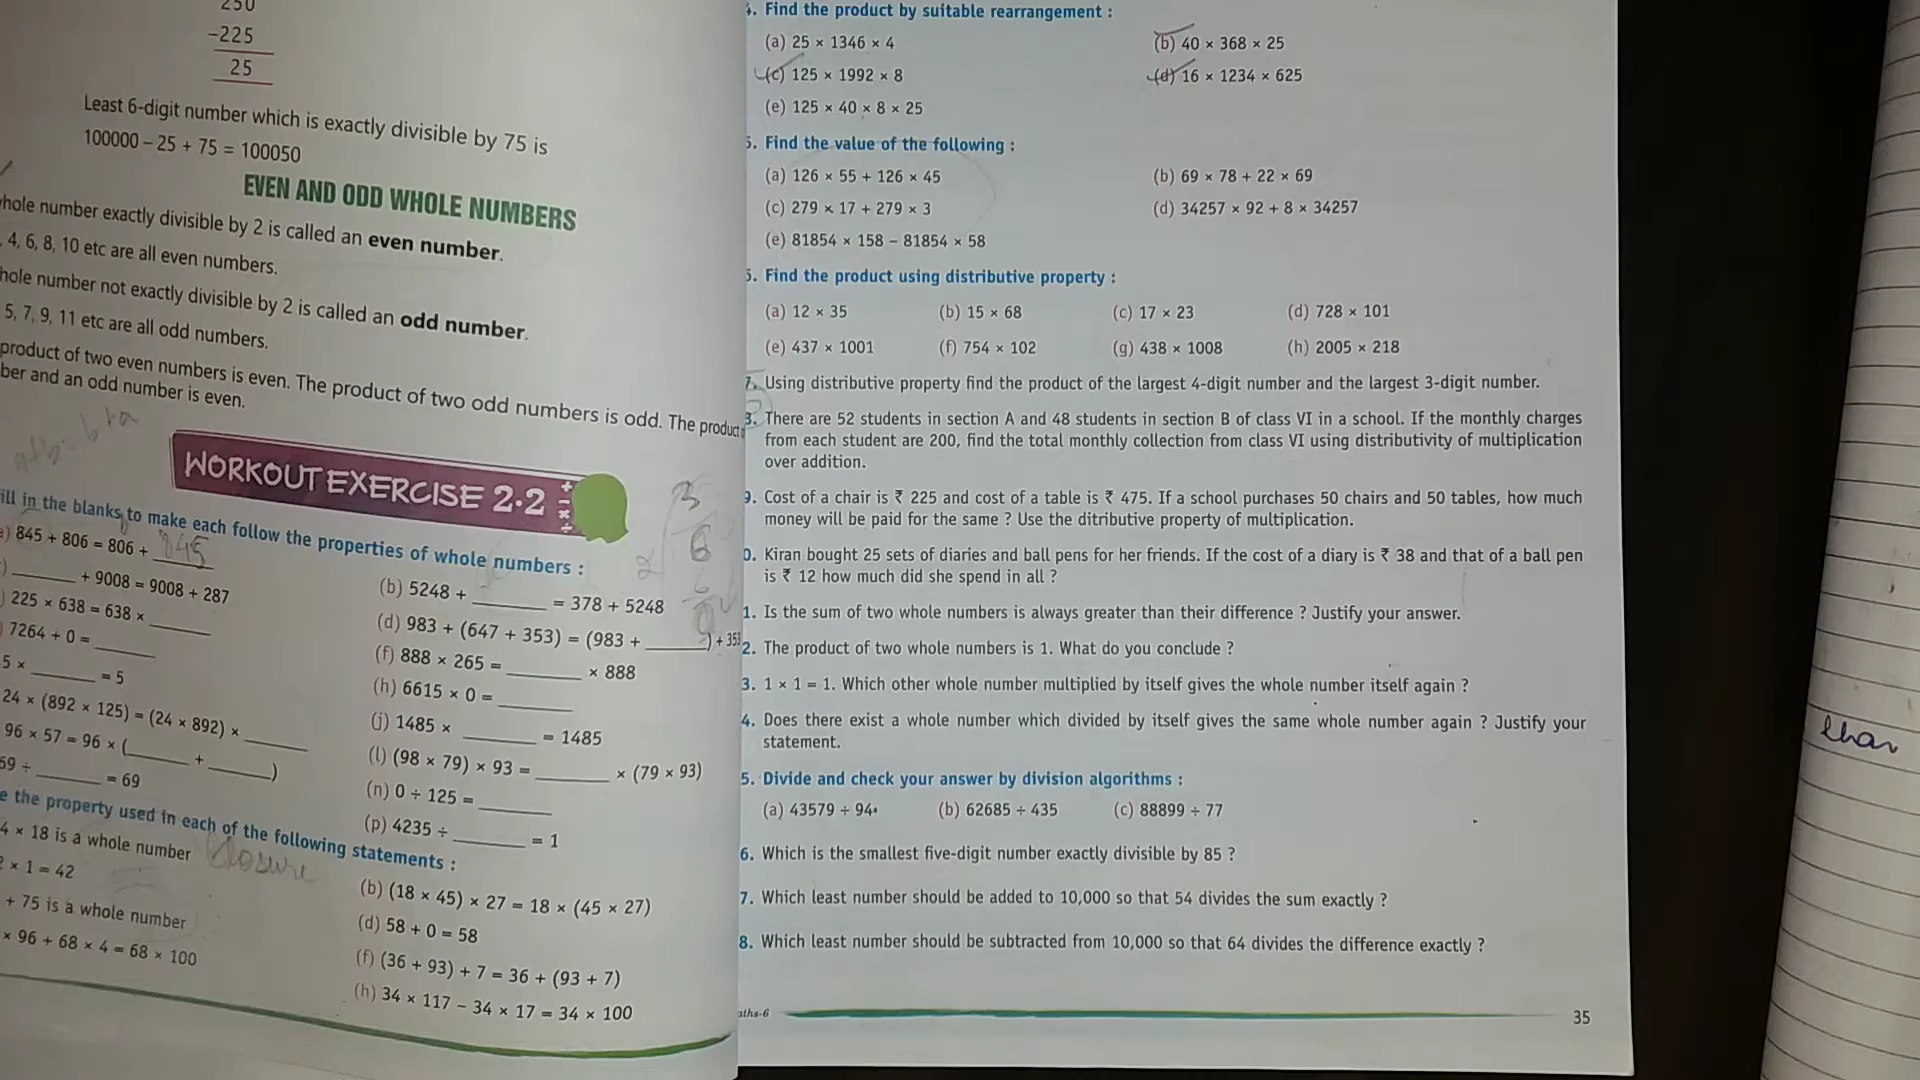 250
−225
25
Least 6-digit number which is exactly divisible by 75 is
100000 – 25 + 75 = 100050
EVEN AND ODD WHOLE NUMBERS
whole number exactly divisible by 2 is called an even number.
4, 6, 8, 10 etc are all even numbers.
hole number not exactly divisible by 2 is called an odd number.
5, 7, 9, 11 etc are all odd numbers.
product of two even numbers is even. The product of two odd numbers is odd. The product
ber and an odd number is even.
a+b= b+a
WORKOUT EXERCISE 2·2
ill in the blanks to make each follow the properties of whole numbers :
845 + 806 = 806 + 845
(b) 5248 + ______ = 378 + 5248
______ + 9008 = 9008 + 287
(d) 983 + (647 + 353) = (983 + ______) + 353
225 × 638 = 638 × ______
(f) 888 × 265 = ______ × 888
7264 + 0 = ______
(h) 6615 × 0 = ______
5 × ______ = 5
(j) 1485 × ______ = 1485
24 × (892 × 125) = (24 × 892) × ______
(l) (98 × 79) × 93 = ______ × (79 × 93)
96 × 57 = 96 × (______ + ______)
(n) 0 ÷ 125 = ______
69 ÷ ______ = 69
(p) 4235 ÷ ______ = 1
e the property used in each of the following statements :
4 × 18 is a whole number closure
(b) (18 × 45) × 27 = 18 × (45 × 27)
× 1 = 42
(d) 58 + 0 = 58
+ 75 is a whole number
(f) (36 + 93) + 7 = 36 + (93 + 7)
× 96 + 68 × 4 = 68 × 100
(h) 34 × 117 – 34 × 17 = 34 × 100
3
2 6
6
0
4. Find the product by suitable rearrangement :
(a) 25 × 1346 × 4 (b) 40 × 368 × 25
(c) 125 × 1992 × 8 (d) 16 × 1234 × 625
(e) 125 × 40 × 8 × 25
5. Find the value of the following :
(a) 126 × 55 + 126 × 45 (b) 69 × 78 + 22 × 69
(c) 279 × 17 + 279 × 3 (d) 34257 × 92 + 8 × 34257
(e) 81854 × 158 – 81854 × 58
6. Find the product using distributive property :
(a) 12 × 35 (b) 15 × 68 (c) 17 × 23 (d) 728 × 101
(e) 437 × 1001 (f) 754 × 102 (g) 438 × 1008 (h) 2005 × 218
7. Using distributive property find the product of the largest 4-digit number and the largest 3-digit number.
8. There are 52 students in section A and 48 students in section B of class VI in a school. If the monthly charges
from each student are 200, find the total monthly collection from class VI using distributivity of multiplication
over addition.
9. Cost of a chair is ₹ 225 and cost of a table is ₹ 475. If a school purchases 50 chairs and 50 tables, how much
money will be paid for the same ? Use the ditributive property of multiplication.
0. Kiran bought 25 sets of diaries and ball pens for her friends. If the cost of a diary is ₹ 38 and that of a ball pen
is ₹ 12 how much did she spend in all ?
1. Is the sum of two whole numbers is always greater than their difference ? Justify your answer.
2. The product of two whole numbers is 1. What do you conclude ?
3. 1 × 1 = 1. Which other whole number multiplied by itself gives the whole number itself again ?
4. Does there exist a whole number which divided by itself gives the same whole number again ? Justify your
statement.
5. Divide and check your answer by division algorithms :
(a) 43579 ÷ 94 (b) 62685 ÷ 435 (c) 88899 ÷ 77
6. Which is the smallest five-digit number exactly divisible by 85 ?
7. Which least number should be added to 10,000 so that 54 divides the sum exactly ?
8. Which least number should be subtracted from 10,000 so that 64 divides the difference exactly ?
aths-6
35